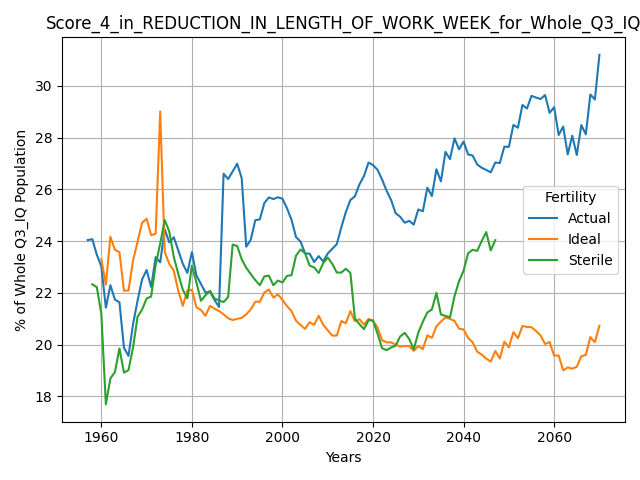 Score_4_in_REDUCTION_IN_LENGTH_OF_WORK_WEEK_for_Whole_Q3_IQ
% of Whole Q3_IQ Population
30
28
26
24
22
20
18
Fertility
Actual
Ideal
Sterile
1960 1980 2000 2020 2040 2060
Years